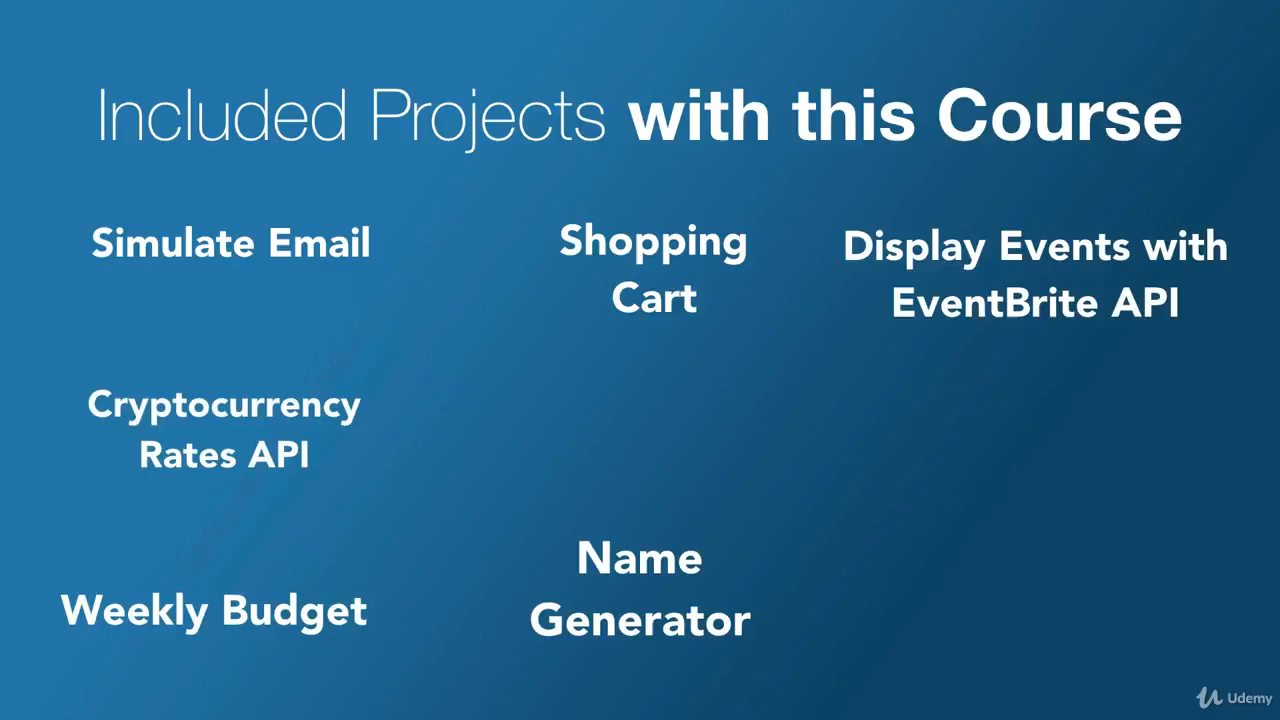 Included Projects with this Course
Simulate Email
Shopping
Cart
Display Events with
EventBrite API
Cryptocurrency
Rates API
Weekly Budget
Name
Generator
Udemy